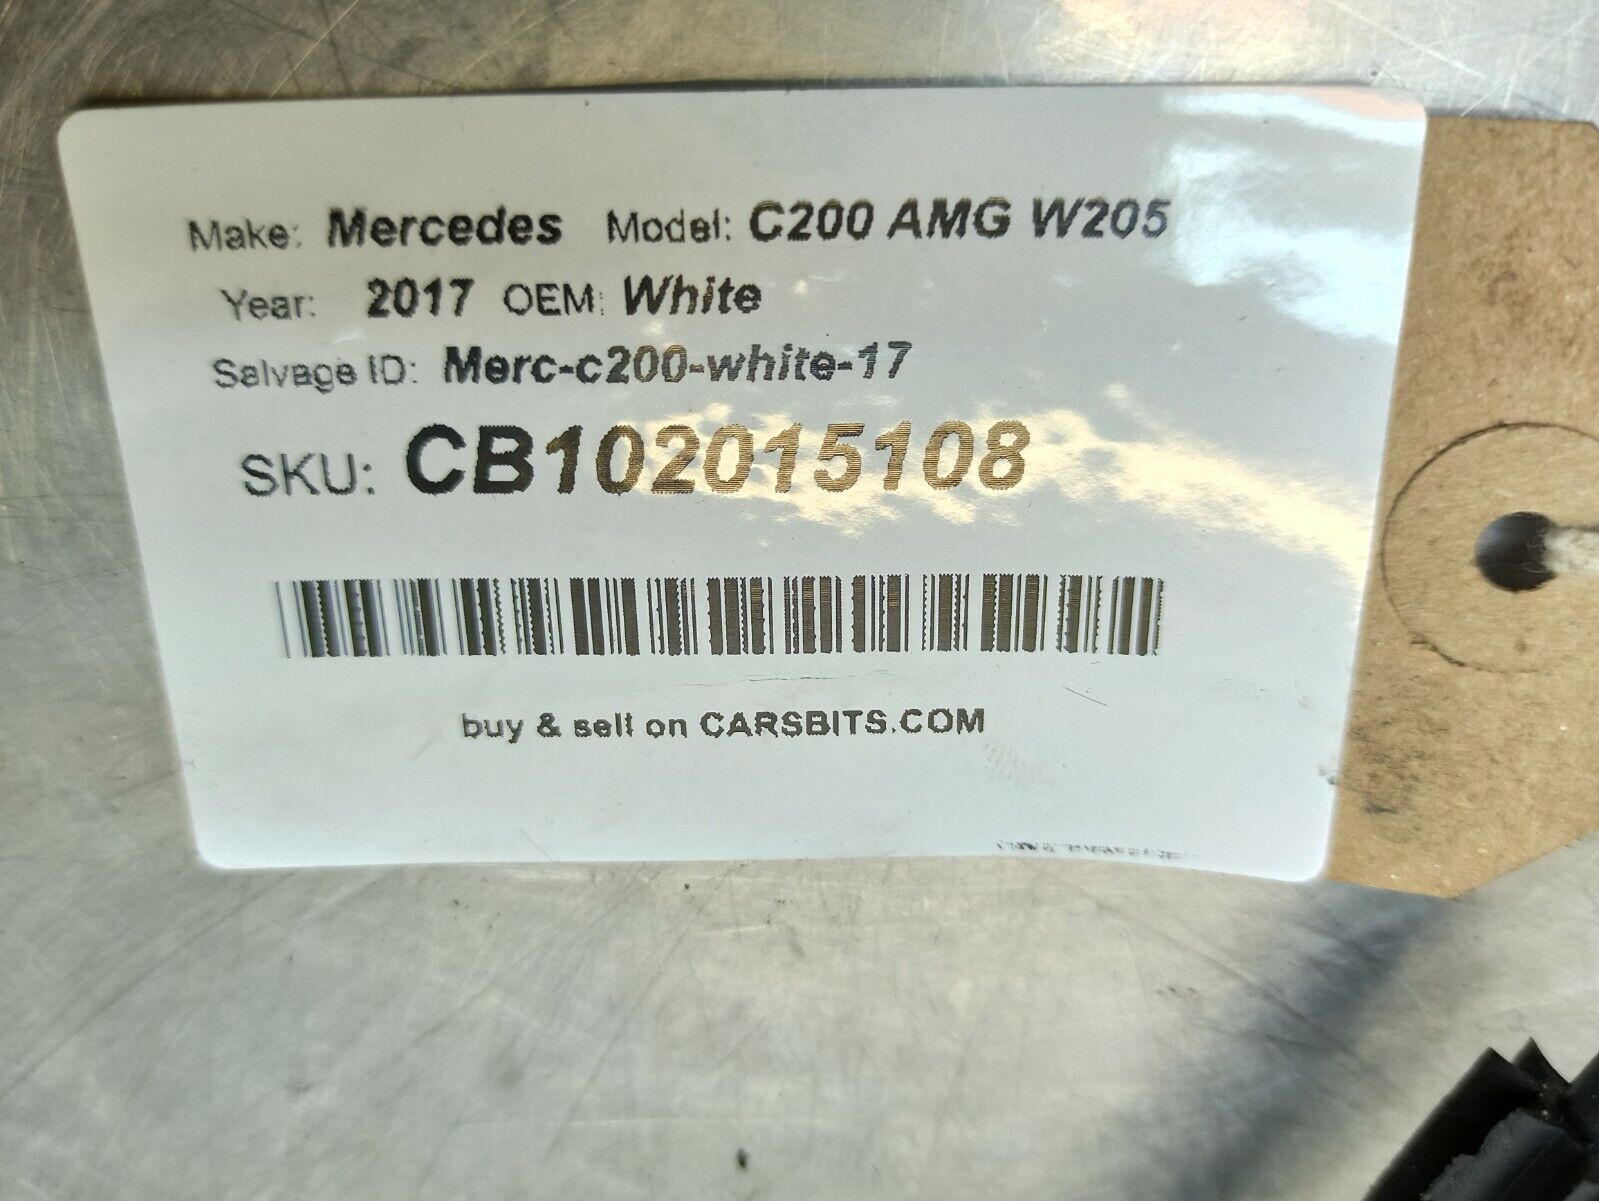 Make: Mercedes Model: C200 AMG W205
Year: 2017 OEM: White
Salvage ID: Merc-c200-white-17
SKU: CB102015108
buy & sell on CARSBITS.COM